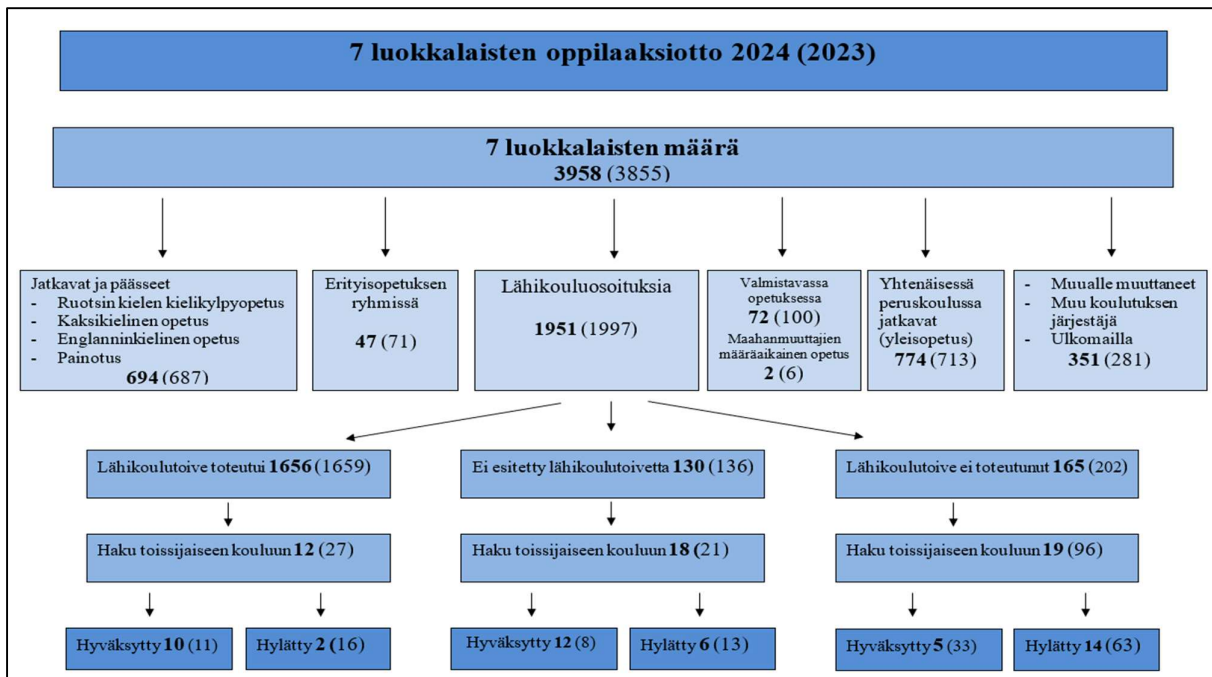 7 luokkalaisten oppilaaksiotto 2024 (2023)
7 luokkalaisten määrä
3958 (3855)
Jatkavat ja päässeet
- Ruotsin kielen kielikylpyopetus
- Kaksikielinen opetus
- Englanninkielinen opetus
- Painotus
694 (687)
Erityisopetuksen
ryhmissä
47 (71)
Lähikouluosoituksia
1951 (1997)
Valmistavassa
opetuksessa
72 (100)
Maahanmuuttajien
määräaikainen opetus
2 (6)
Yhtenäisessä
peruskoulussa
jatkavat
(yleisopetus)
774 (713)
- Muualle muuttaneet
- Muu koulutuksen
järjestäjä
- Ulkomailla
351 (281)
Lähikoulutoive toteutui 1656 (1659)
Ei esitetty lähikoulutoivetta 130 (136)
Lähikoulutoive ei toteutunut 165 (202)
Haku toissijaiseen kouluun 12 (27)
Haku toissijaiseen kouluun 18 (21)
Haku toissijaiseen kouluun 19 (96)
Hyväksytty 10 (11)
Hylätty 2 (16)
Hyväksytty 12 (8)
Hylätty 6 (13)
Hyväksytty 5 (33)
Hylätty 14 (63)